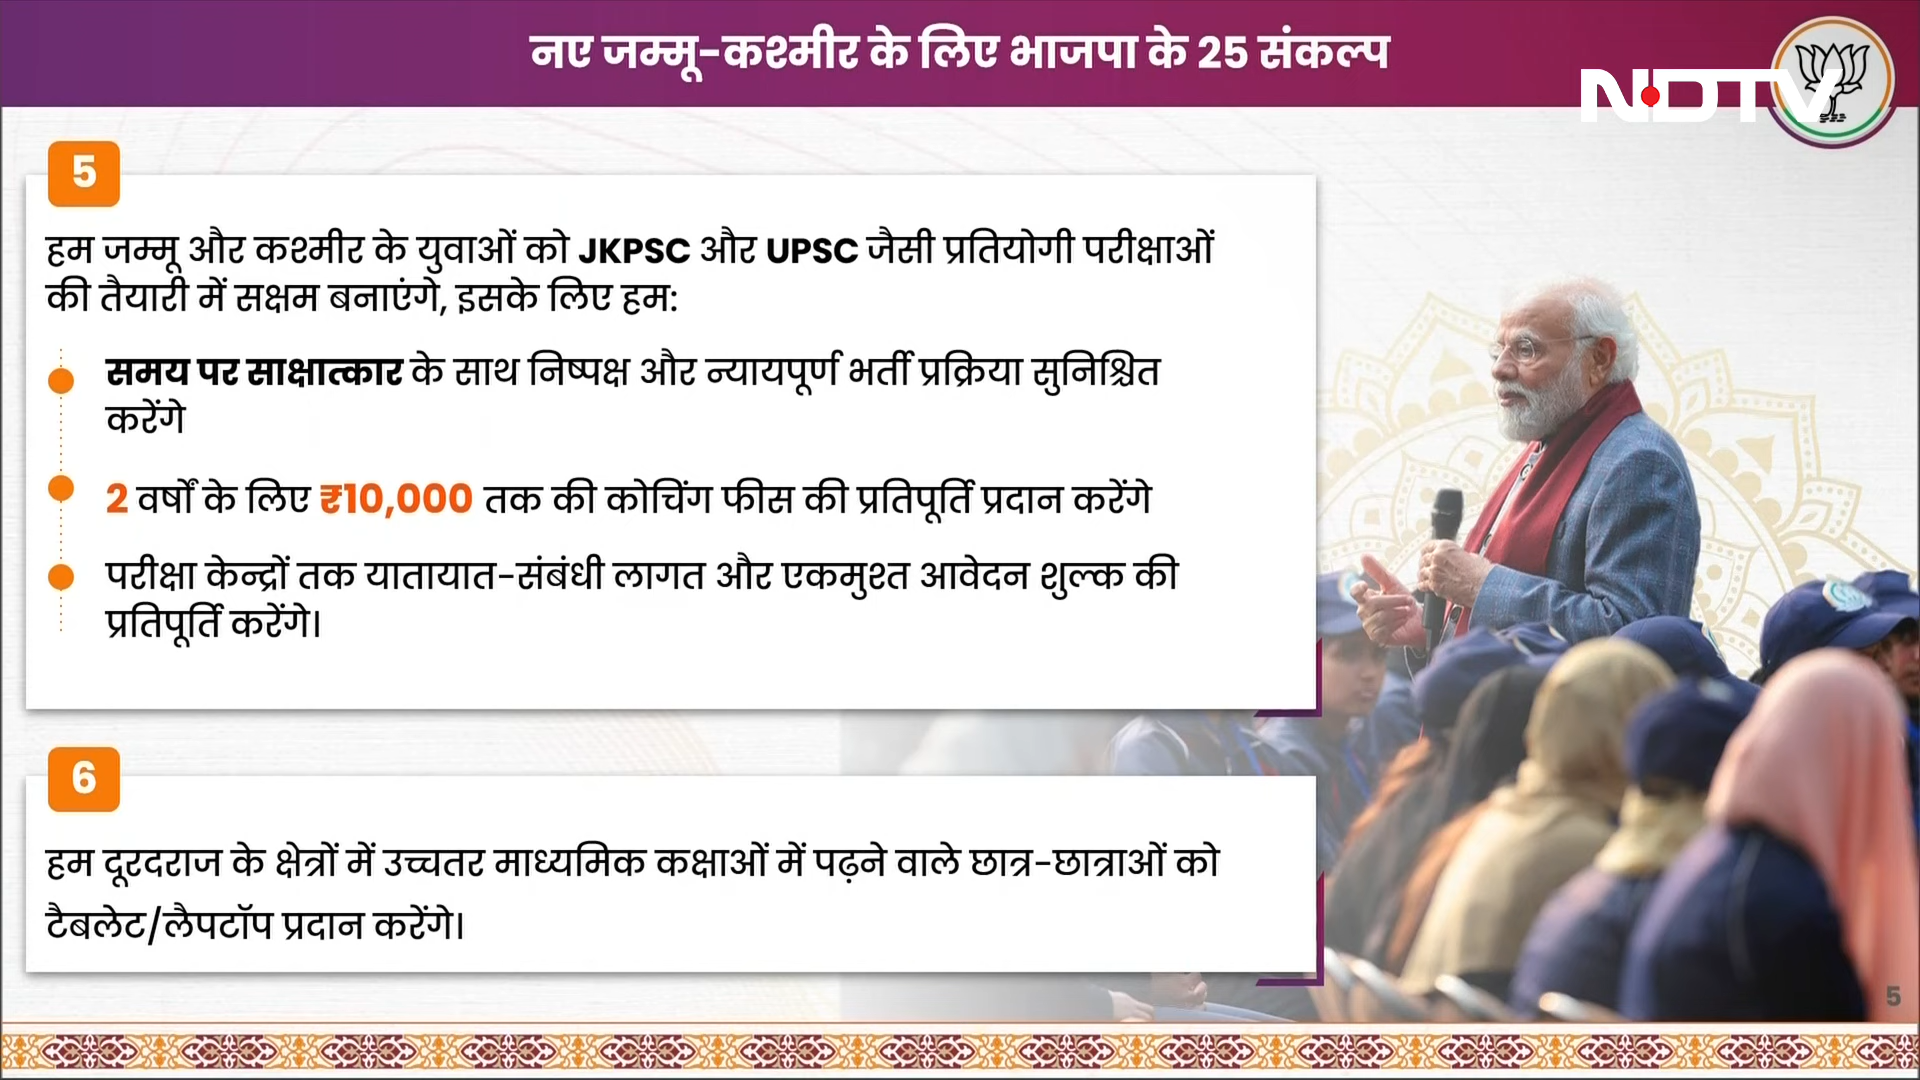 नए जम्मू-कश्मीर के लिए भाजपा के 25 संकल्प
NDTV
5
हम जम्मू और कश्मीर के युवाओं को JKPSC और UPSC जैसी प्रतियोगी परीक्षाओं
की तैयारी में सक्षम बनाएंगे, इसके लिए हम:
समय पर साक्षात्कार के साथ निष्पक्ष और न्यायपूर्ण भर्ती प्रक्रिया सुनिश्चित
करेंगे
2 वर्षों के लिए ₹10,000 तक की कोचिंग फीस की प्रतिपूर्ति प्रदान करेंगे
परीक्षा केन्द्रों तक यातायात-संबंधी लागत और एकमुश्त आवेदन शुल्क की
प्रतिपूर्ति करेंगे।
6
हम दूरदराज के क्षेत्रों में उच्चतर माध्यमिक कक्षाओं में पढ़ने वाले छात्र-छात्राओं को
टैबलेट/लैपटॉप प्रदान करेंगे।
5